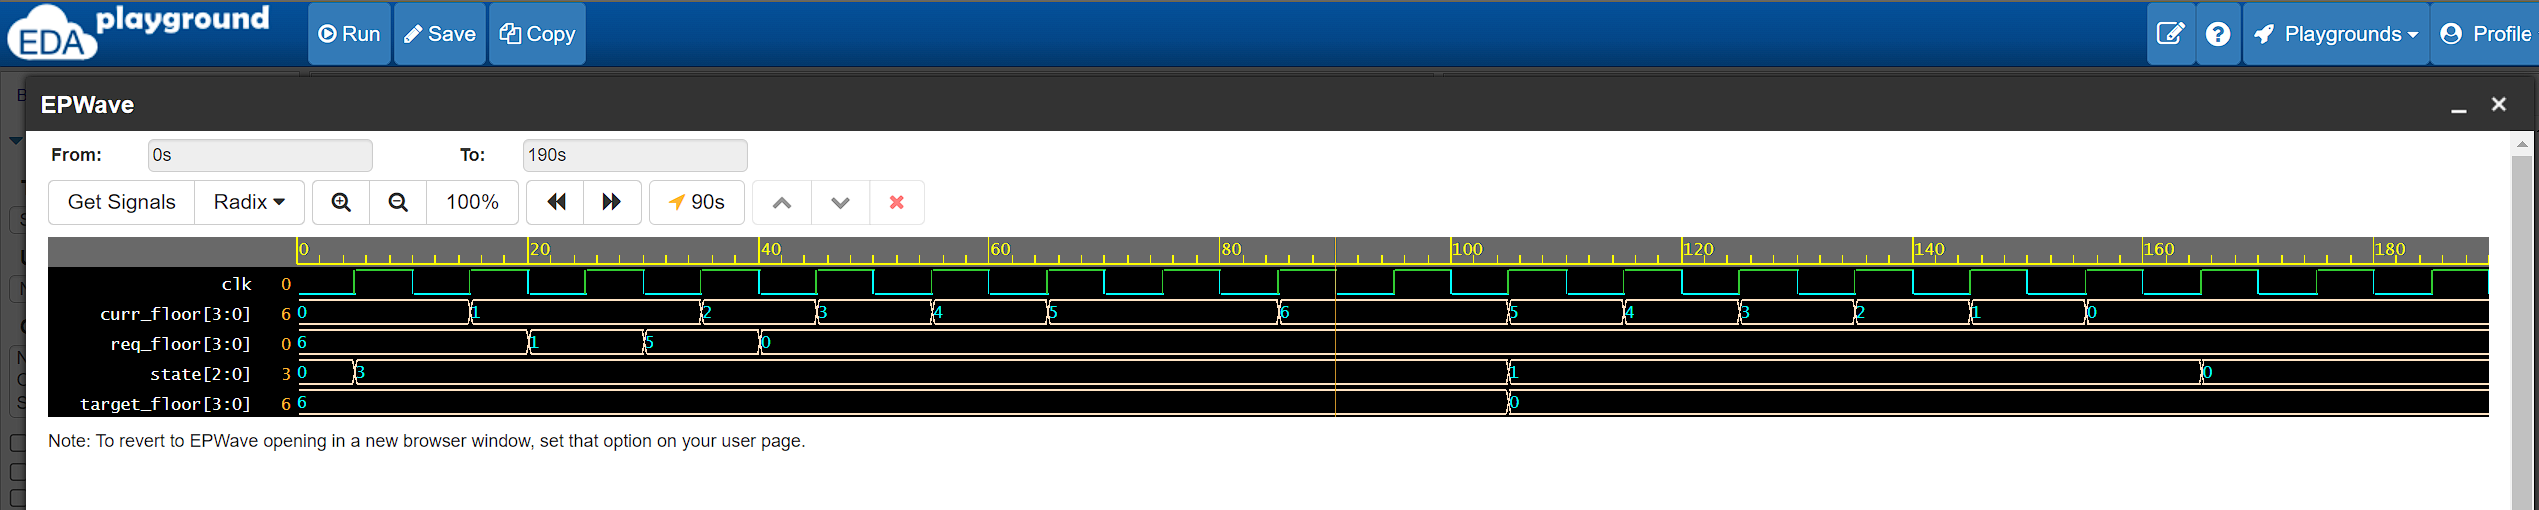 EDA playground
Run Save Copy
Playgrounds Profile
EPWave
From: 0s To: 190s
Get Signals Radix 100% 90s
0 20 40 60 80 100 120 140 160 180
clk 0
curr_floor[3:0] 6 0 1 2 3 4 5 6 5 4 3 2 1 0
req_floor[3:0] 0 6 1 5 0
state[2:0] 3 0 3 1 0
target_floor[3:0] 6 6 0
Note: To revert to EPWave opening in a new browser window, set that option on your user page.